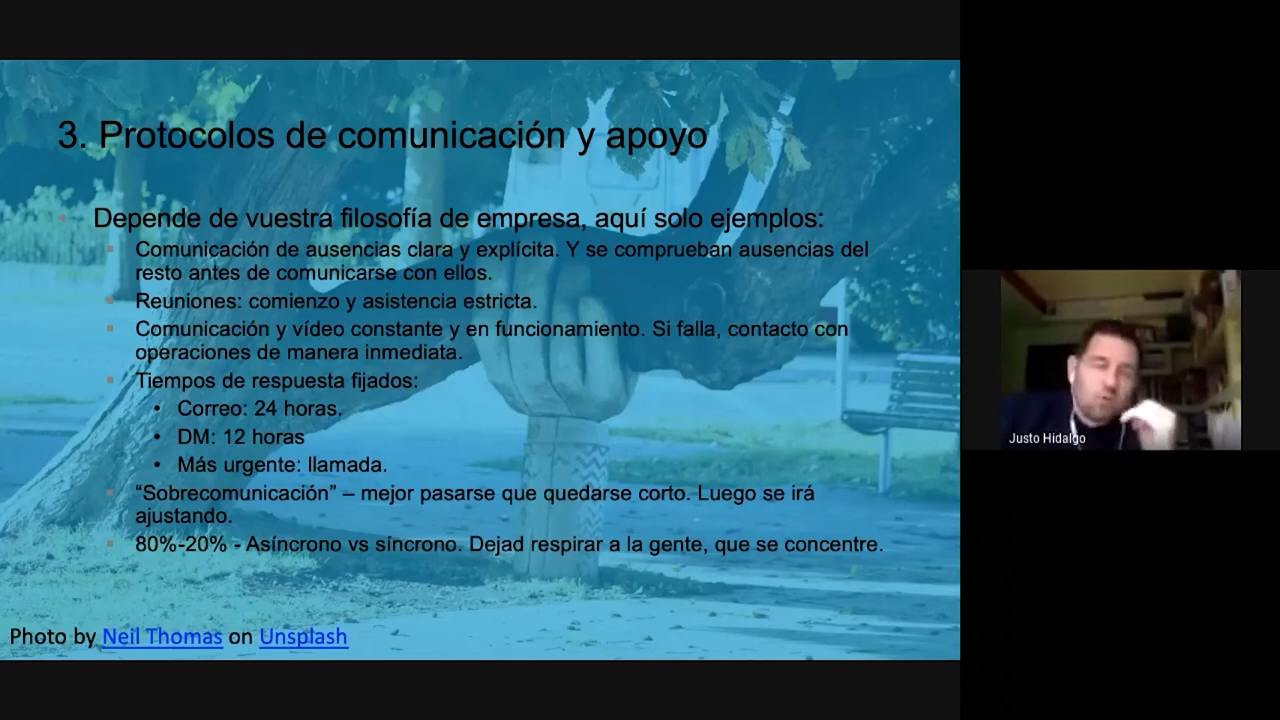 3. Protocolos de comunicación y apoyo
Depende de vuestra filosofía de empresa, aquí solo ejemplos:
Comunicación de ausencias clara y explícita. Y se comprueban ausencias del
resto antes de comunicarse con ellos.
Reuniones: comienzo y asistencia estricta.
Comunicación y vídeo constante y en funcionamiento. Si falla, contacto con
operaciones de manera inmediata.
Tiempos de respuesta fijados:
• Correo: 24 horas.
• DM: 12 horas
• Más urgente: llamada.
“Sobrecomunicación” – mejor pasarse que quedarse corto. Luego se irá
ajustando.
80%-20% - Asíncrono vs síncrono. Dejad respirar a la gente, que se concentre.
Photo by Neil Thomas on Unsplash
Justo Hidalgo